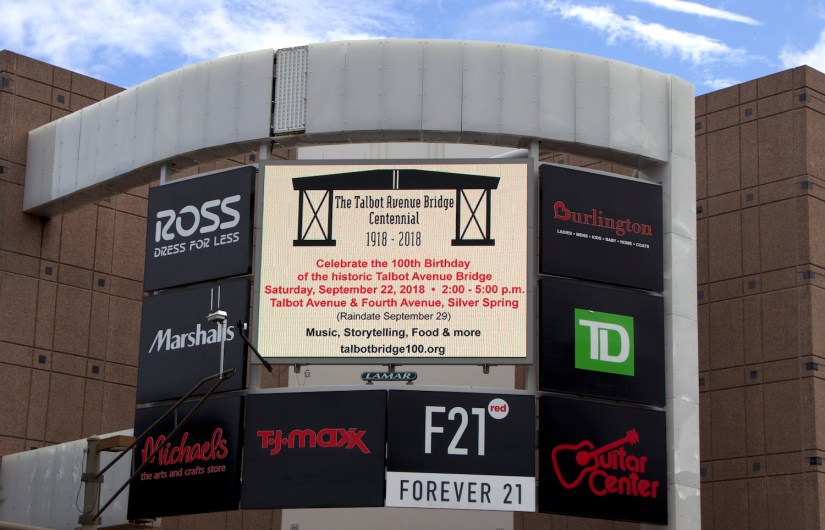 ROSS
DRESS FOR LESS
Marshalls
Michaels
the arts and crafts store
The Talbot Avenue Bridge
Centennial
1918 - 2018
Celebrate the 100th Birthday
of the historic Talbot Avenue Bridge
Saturday, September 22, 2018 • 2:00 - 5:00 p.m.
Talbot Avenue & Fourth Avenue, Silver Spring
(Raindate September 29)
Music, Storytelling, Food & more
talbotbridge100.org
LAMAR
T•J•maxx
F21 red
FOREVER 21
Burlington
LADIES • MENS • KIDS • BABY • HOME • COATS
TD
Guitar
Center